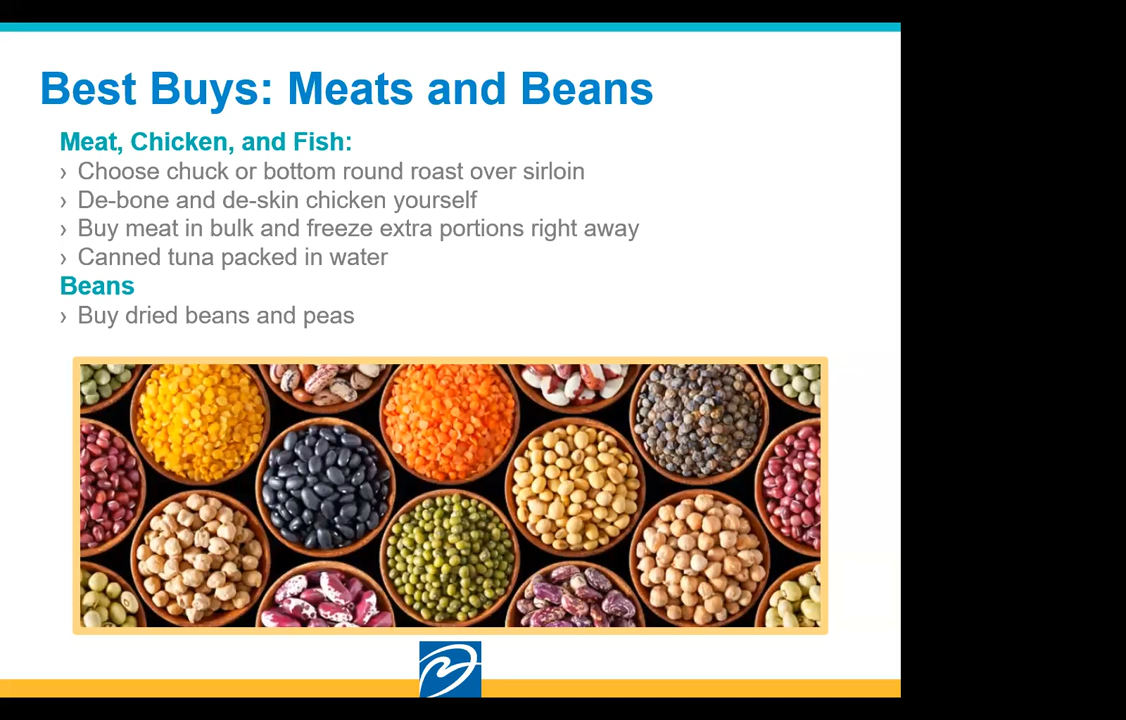 Best Buys: Meats and Beans
Meat, Chicken, and Fish:
› Choose chuck or bottom round roast over sirloin
› De-bone and de-skin chicken yourself
› Buy meat in bulk and freeze extra portions right away
› Canned tuna packed in water
Beans
› Buy dried beans and peas